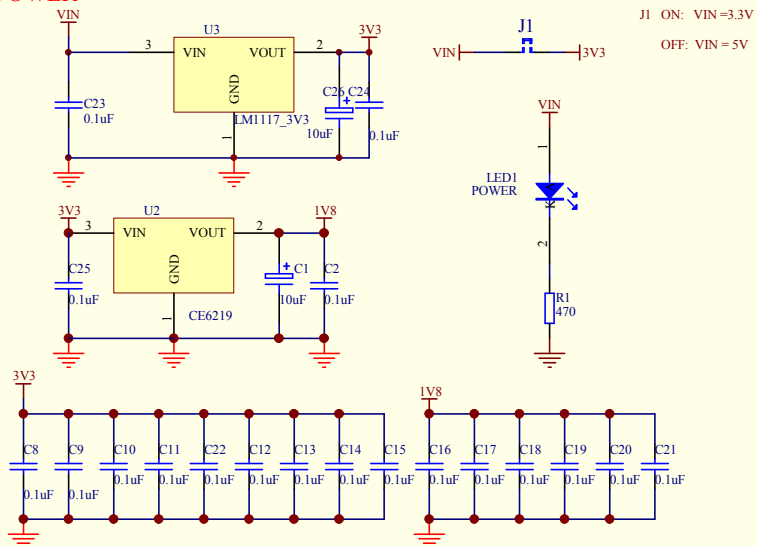 POWER
VIN
U3
3V3
3 VIN VOUT 2
GND
1
C23
0.1uF
LM1117_3V3
C26
10uF
C24
0.1uF
J1
VIN 3V3
J1 ON: VIN =3.3V
OFF: VIN = 5V
VIN
1
LED1
POWER
A
K
2
R1
470
3V3
U2
1V8
3 VIN VOUT 2
GND
1
C25
0.1uF
CE6219
C1
10uF
C2
0.1uF
3V3
C8 C9 C10 C11 C22 C12 C13 C14 C15
0.1uF 0.1uF 0.1uF 0.1uF 0.1uF 0.1uF 0.1uF 0.1uF 0.1uF
1V8
C16 C17 C18 C19 C20 C21
0.1uF 0.1uF 0.1uF 0.1uF 0.1uF 0.1uF